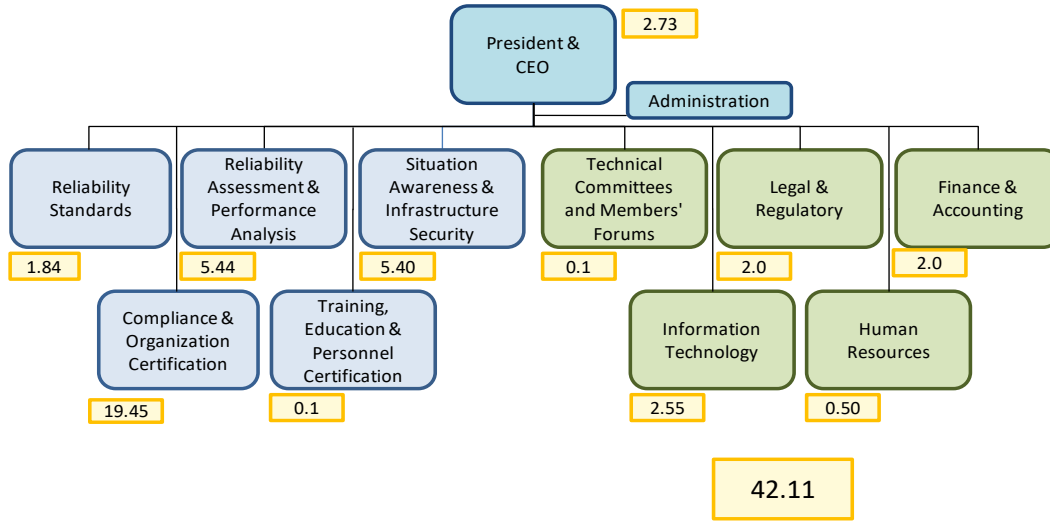 2.73
President &
CEO
Administration
Reliability
Standards
1.84
Reliability
Assessment &
Performance
Analysis
5.44
Situation
Awareness &
Infrastructure
Security
5.40
Technical
Committees
and Members'
Forums
0.1
Legal &
Regulatory
2.0
Finance &
Accounting
2.0
Compliance &
Organization
Certification
19.45
Training,
Education &
Personnel
Certification
0.1
Information
Technology
2.55
Human
Resources
0.50
42.11